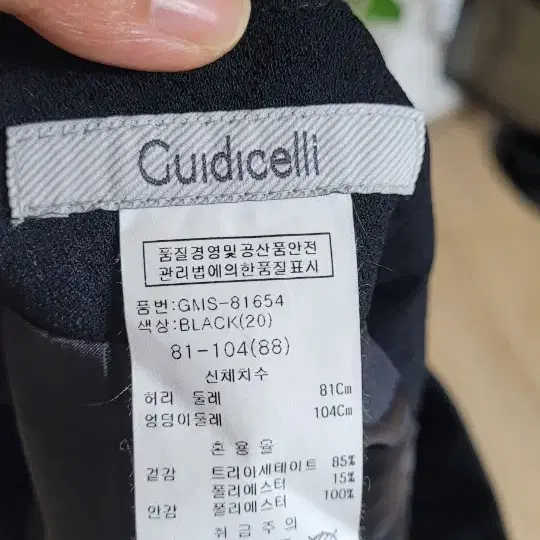 Guidicelli
품질경영및공산품안전
관리법에의한품질표시
품번:GMS-81654
색상:BLACK(20)
81-104(88)
신체치수
허리 둘레 81Cm
엉덩이둘레 104Cm
혼용율
겉감 트리아세테이트 85%
폴리에스터 15%
안감 폴리에스터 100%
취급주의